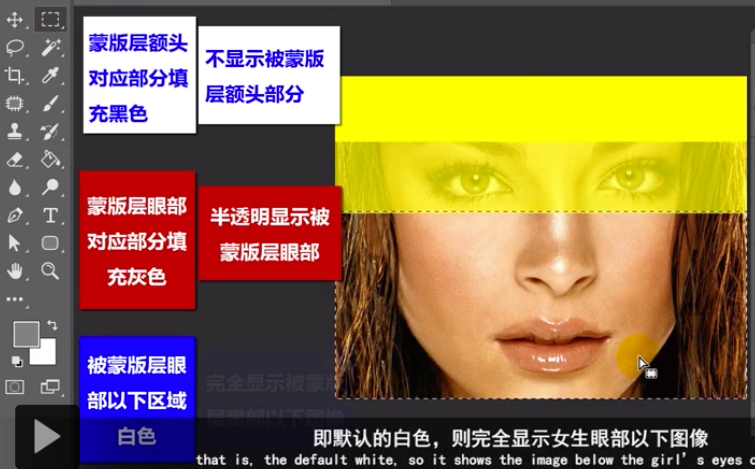 蒙版层额头
对应部分填
充黑色
不显示被蒙版
层额头部分
蒙版层眼部
对应部分填
充灰色
半透明显示被
蒙版层眼部
被蒙版层眼
部以下区域
白色
完全显示被蒙版
层眼部以下图像
即默认的白色，则完全显示女生眼部以下图像
that is, the default white, so it shows the image below the girl's eyes